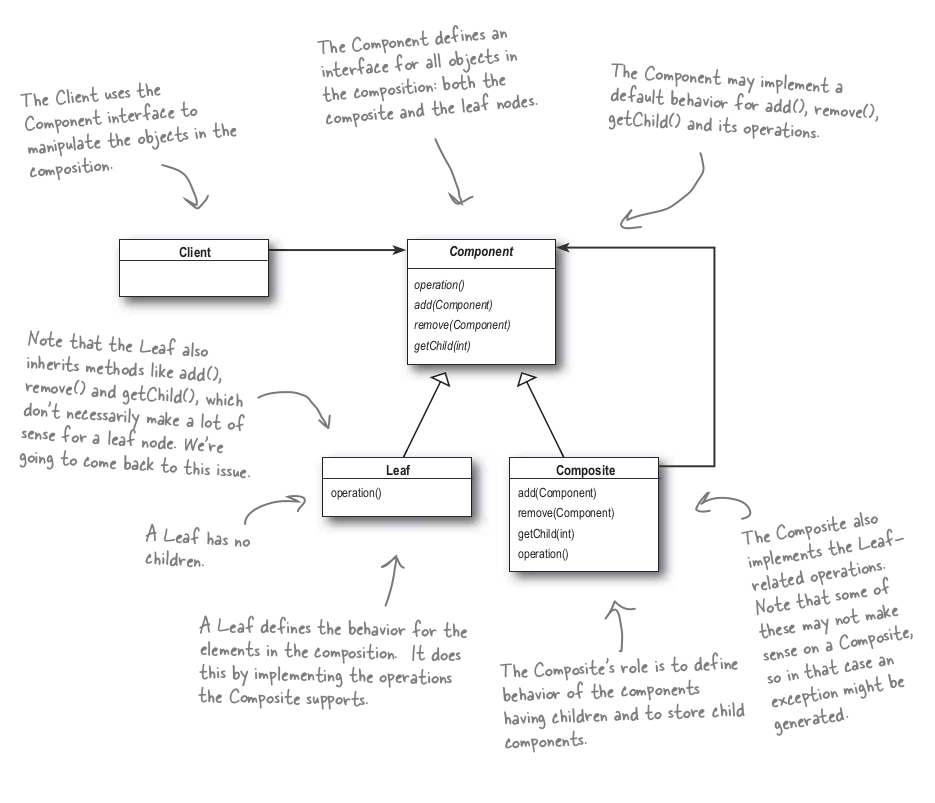 The Client uses the
Component interface to
manipulate the objects in the
composition.
The Component defines an
interface for all objects in
the composition: both the
composite and the leaf nodes.
The Component may implement a
default behavior for add(), remove(),
getChild() and its operations.
Client
Component
operation()
add(Component)
remove(Component)
getChild(int)
Note that the Leaf also
inherits methods like add(),
remove() and getChild(), which
don't necessarily make a lot of
sense for a leaf node. We're
going to come back to this issue.
Leaf
operation()
Composite
add(Component)
remove(Component)
getChild(int)
operation()
A Leaf has no
children.
The Composite also
implements the Leaf-
related operations.
Note that some of
these may not make
sense on a Composite,
so in that case an
exception might be
generated.
A Leaf defines the behavior for the
elements in the composition. It does
this by implementing the operations
the Composite supports.
The Composite's role is to define
behavior of the components
having children and to store child
components.